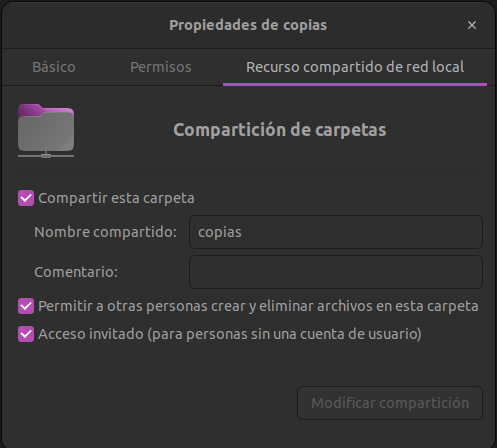 Propiedades de copias
Básico
Permisos
Recurso compartido de red local
Compartición de carpetas
Compartir esta carpeta
Nombre compartido: copias
Comentario:
Permitir a otras personas crear y eliminar archivos en esta carpeta
Acceso invitado (para personas sin una cuenta de usuario)
Modificar compartición